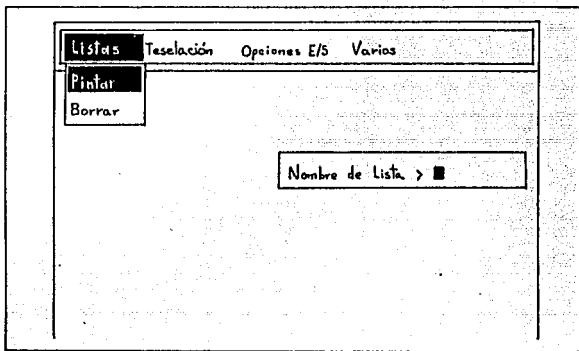 Listas Teselación Opciones E/S Varios
Pintar
Borrar
Nombre de Lista >